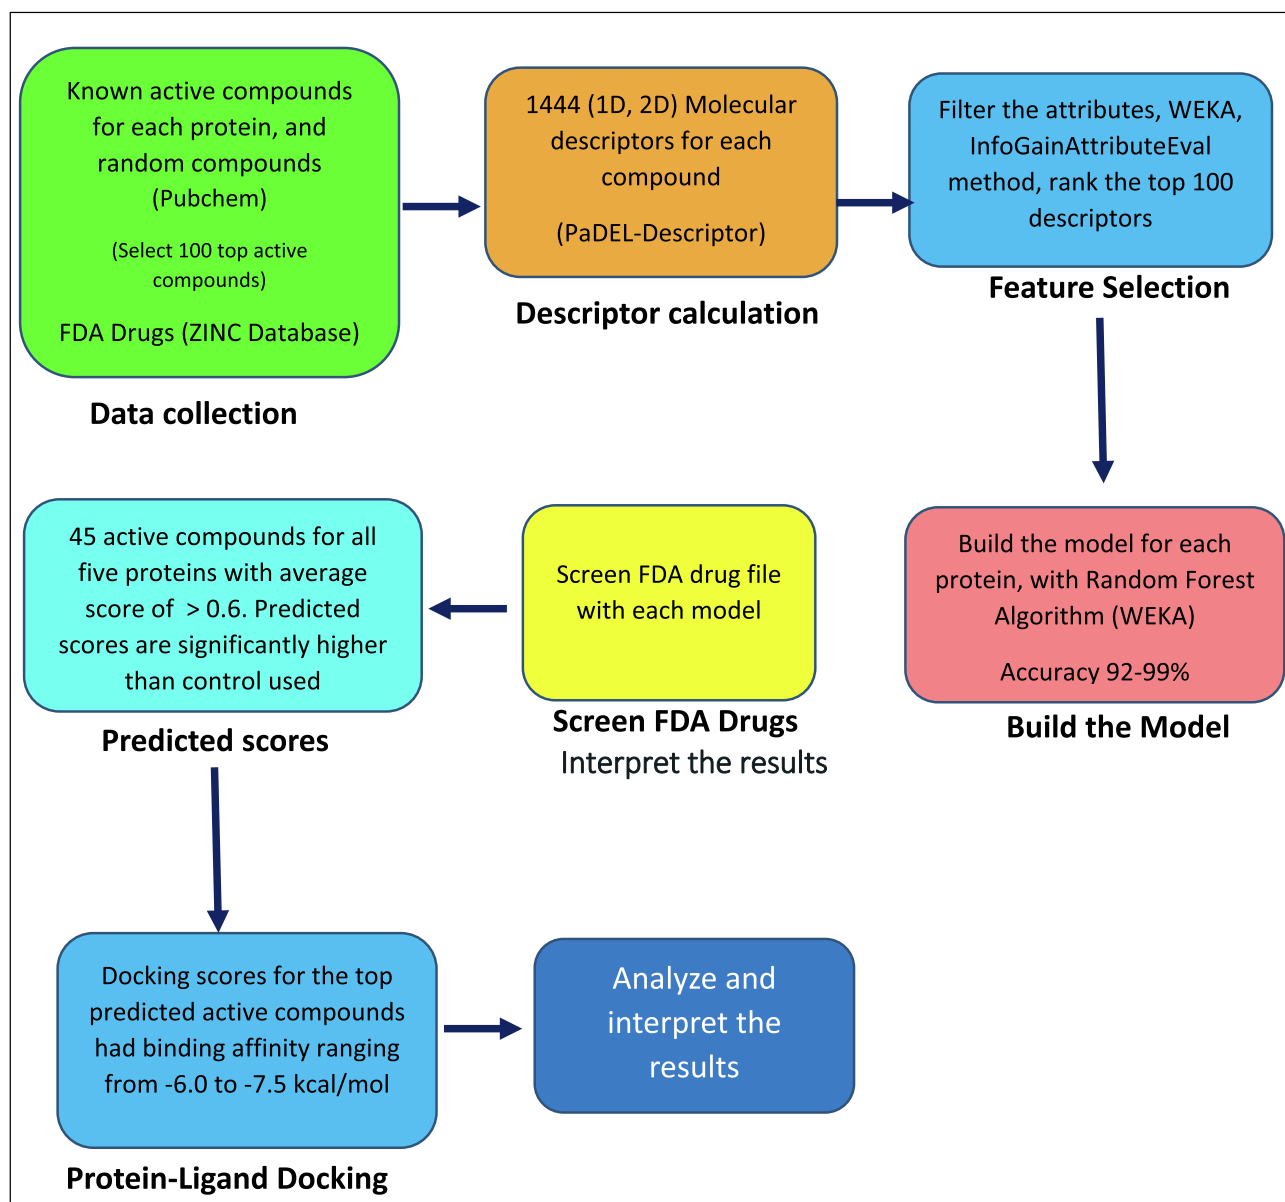 Known active compounds
for each protein, and
random compounds
(Pubchem)
(Select 100 top active
compounds)
FDA Drugs (ZINC Database)
Data collection
1444 (1D, 2D) Molecular
descriptors for each
compound
(PaDEL-Descriptor)
Descriptor calculation
Filter the attributes, WEKA,
InfoGainAttributeEval
method, rank the top 100
descriptors
Feature Selection
Build the model for each
protein, with Random Forest
Algorithm (WEKA)
Accuracy 92-99%
Build the Model
Screen FDA drug file
with each model
Screen FDA Drugs
Interpret the results
45 active compounds for all
five proteins with average
score of > 0.6. Predicted
scores are significantly higher
than control used
Predicted scores
Docking scores for the top
predicted active compounds
had binding affinity ranging
from -6.0 to -7.5 kcal/mol
Protein-Ligand Docking
Analyze and
interpret the
results